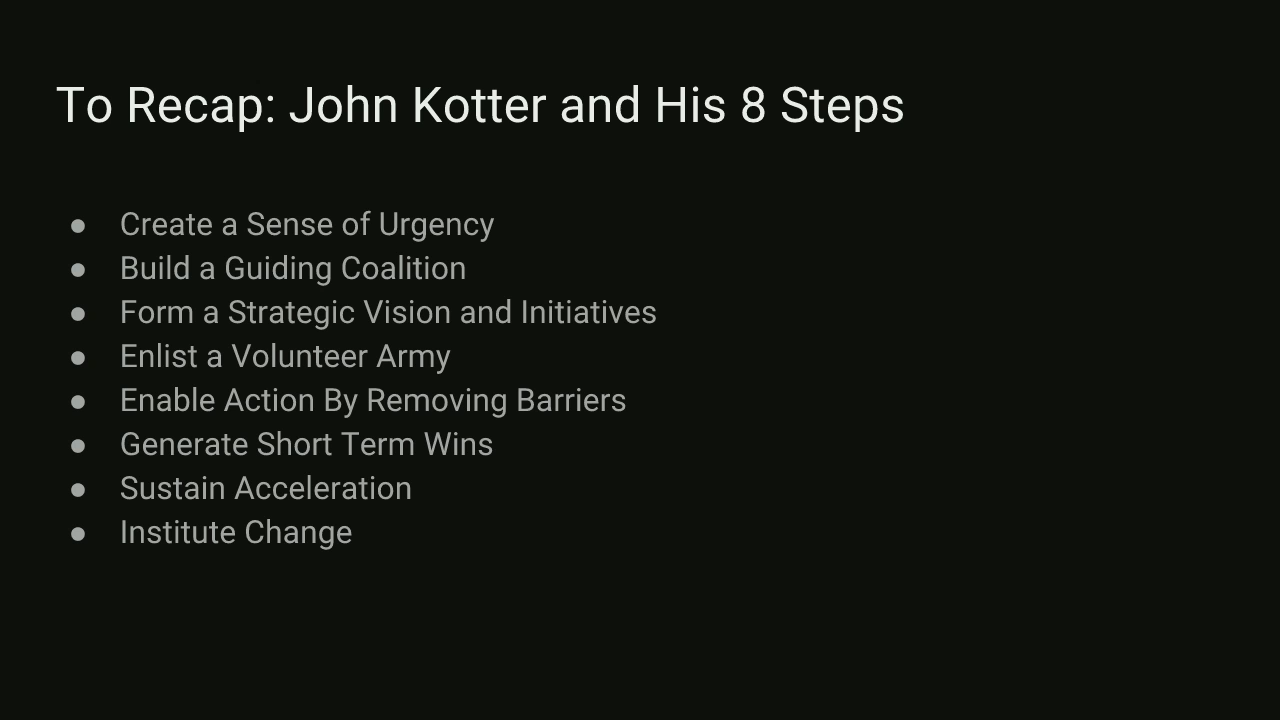 To Recap: John Kotter and His 8 Steps
● Create a Sense of Urgency
● Build a Guiding Coalition
● Form a Strategic Vision and Initiatives
● Enlist a Volunteer Army
● Enable Action By Removing Barriers
● Generate Short Term Wins
● Sustain Acceleration
● Institute Change